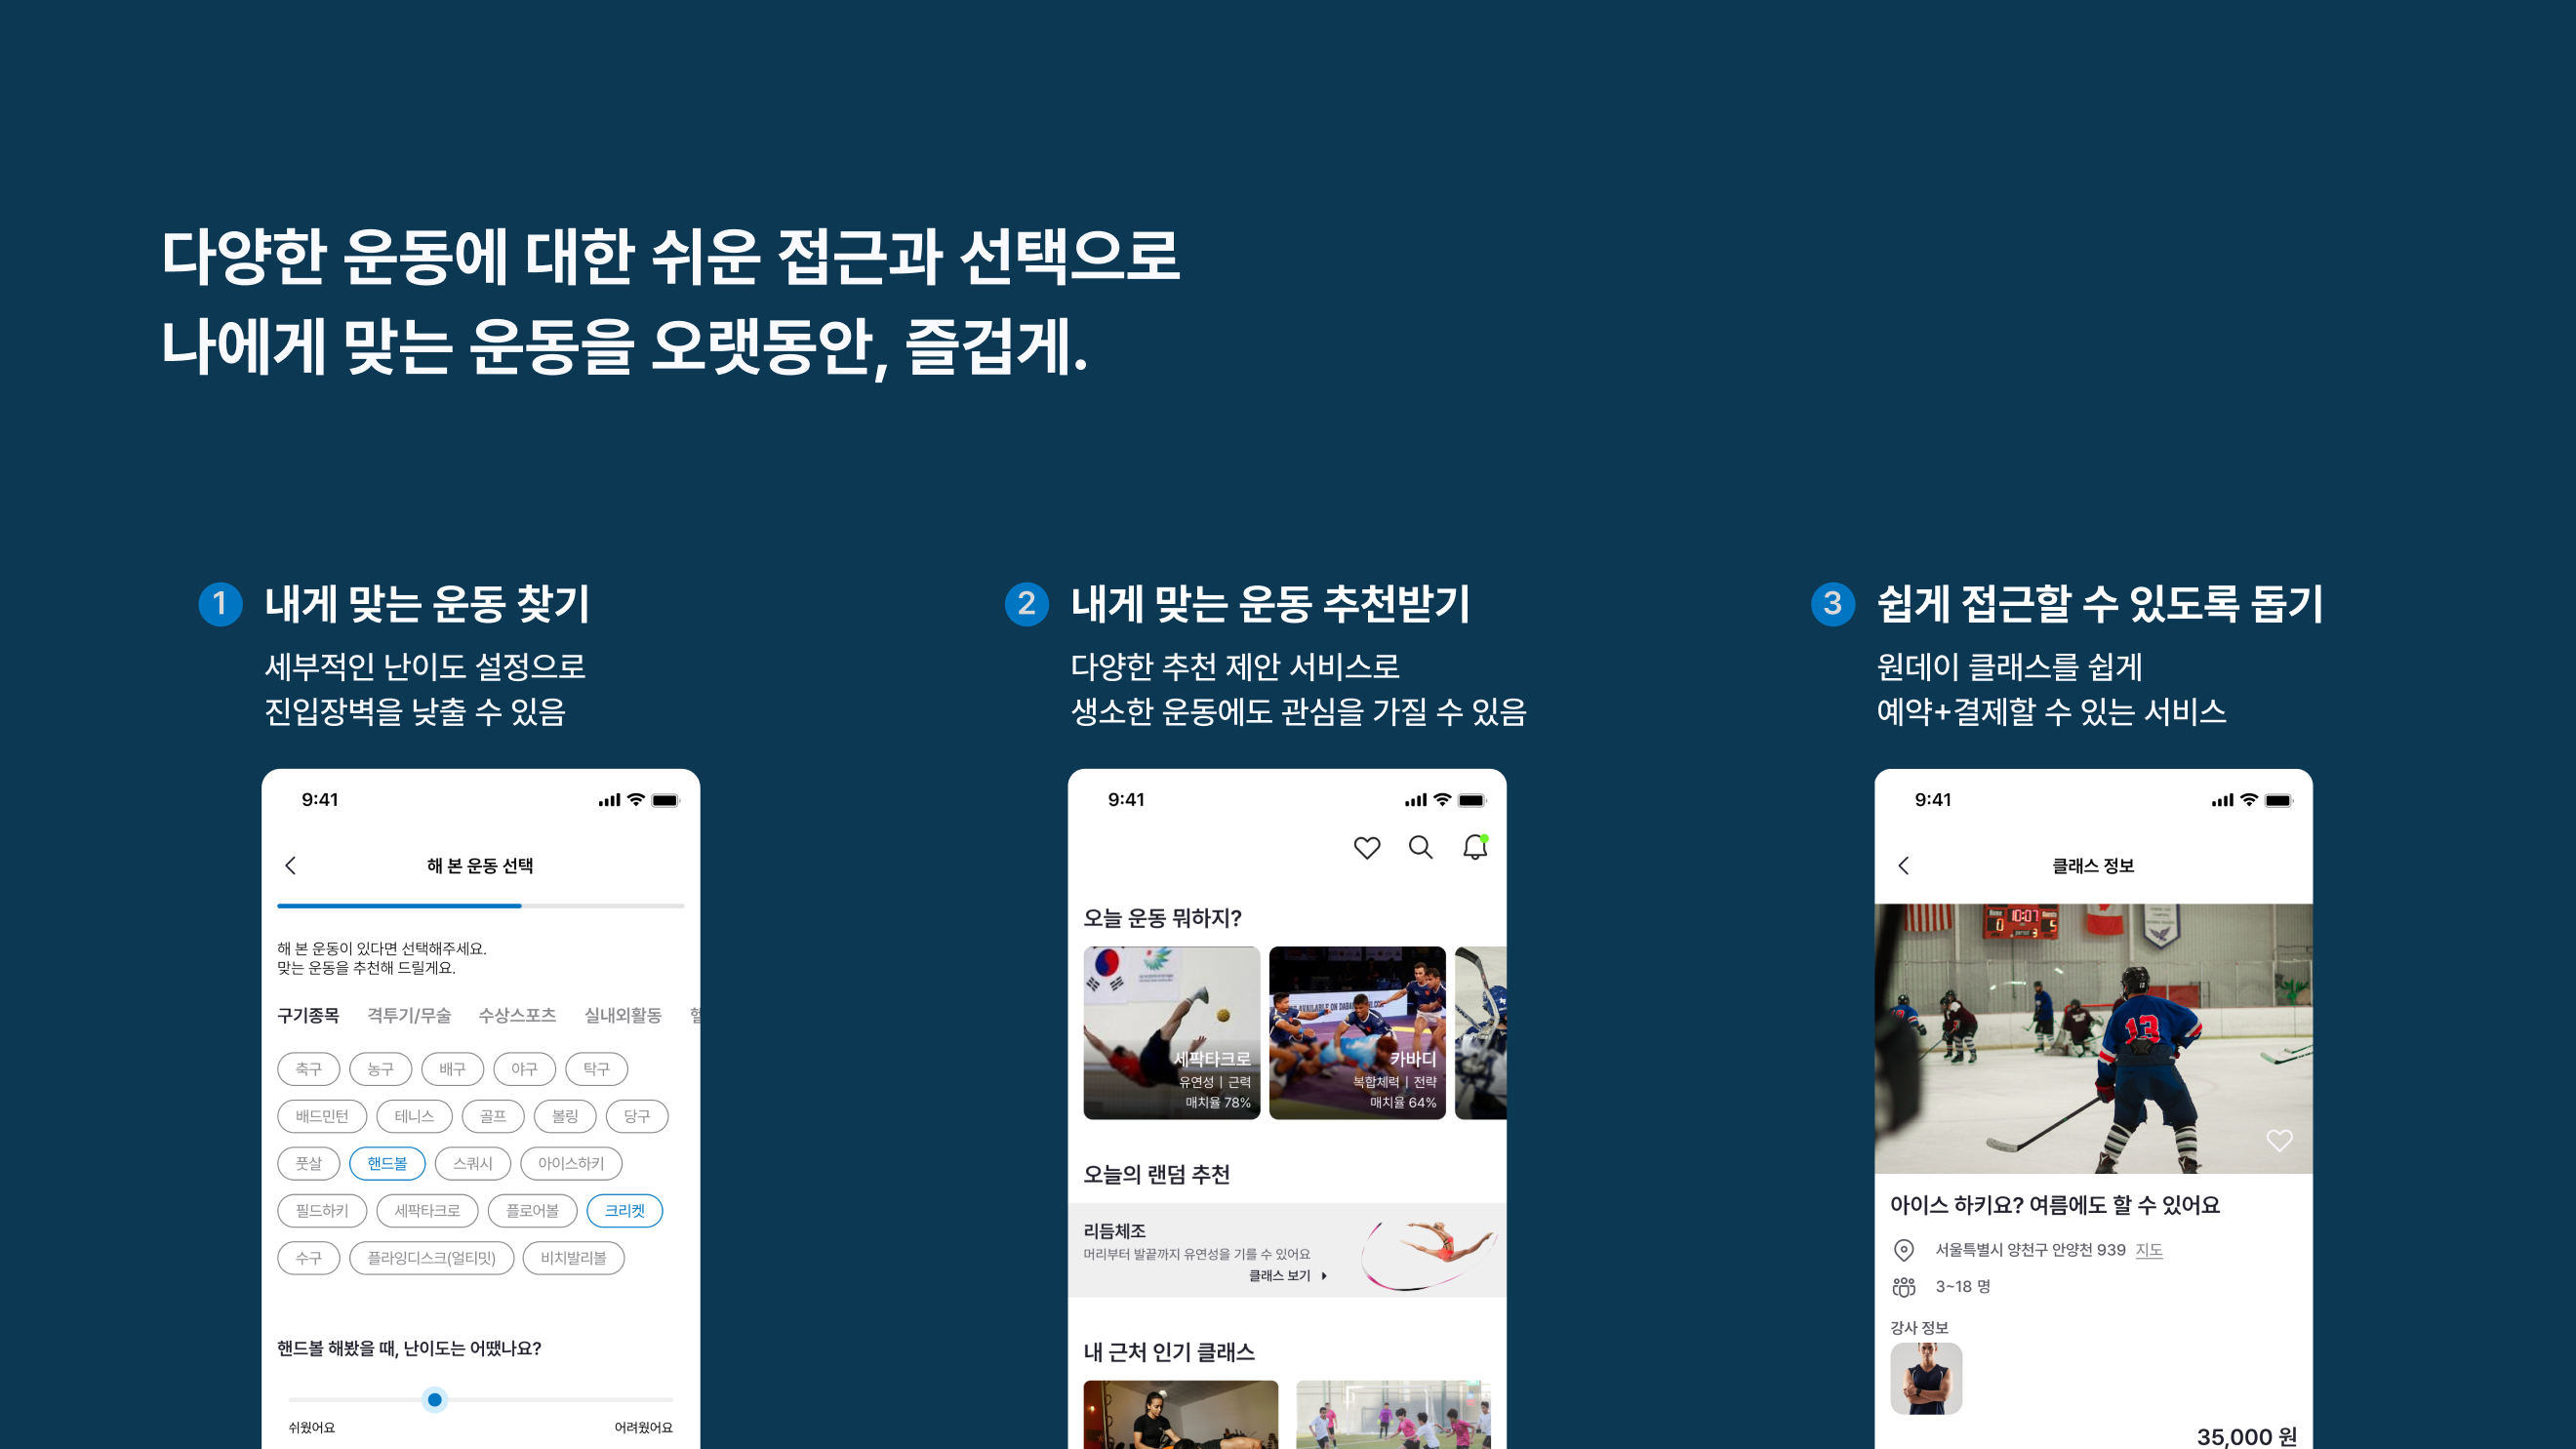 다양한 운동에 대한 쉬운 접근과 선택으로
나에게 맞는 운동을 오랫동안, 즐겁게.
1 내게 맞는 운동 찾기
세부적인 난이도 설정으로
진입장벽을 낮출 수 있음
9:41
해 본 운동 선택
해 본 운동이 있다면 선택해주세요.
맞는 운동을 추천해 드릴게요.
구기종목 격투기/무술 수상스포츠 실내외활동
축구 농구 배구 야구 탁구
배드민턴 테니스 골프 볼링 당구
풋살 핸드볼 스쿼시 아이스하키
필드하키 세팍타크로 플로어볼 크리켓
수구 플라잉디스크(얼티밋) 비치발리볼
핸드볼 해봤을 때, 난이도는 어땠나요?
쉬웠어요 어려웠어요
2 내게 맞는 운동 추천받기
다양한 추천 제안 서비스로
생소한 운동에도 관심을 가질 수 있음
9:41
오늘 운동 뭐하지?
세팍타크로
유연성 | 근력
매치율 78%
카바디
복합체력 | 전략
매치율 64%
오늘의 랜덤 추천
리듬체조
머리부터 발끝까지 유연성을 기를 수 있어요
클래스 보기
내 근처 인기 클래스
3 쉽게 접근할 수 있도록 돕기
원데이 클래스를 쉽게
예약+결제할 수 있는 서비스
9:41
클래스 정보
10:07
13
아이스 하키요? 여름에도 할 수 있어요
서울특별시 양천구 안양천 939 지도
3~18 명
강사 정보
35,000 원